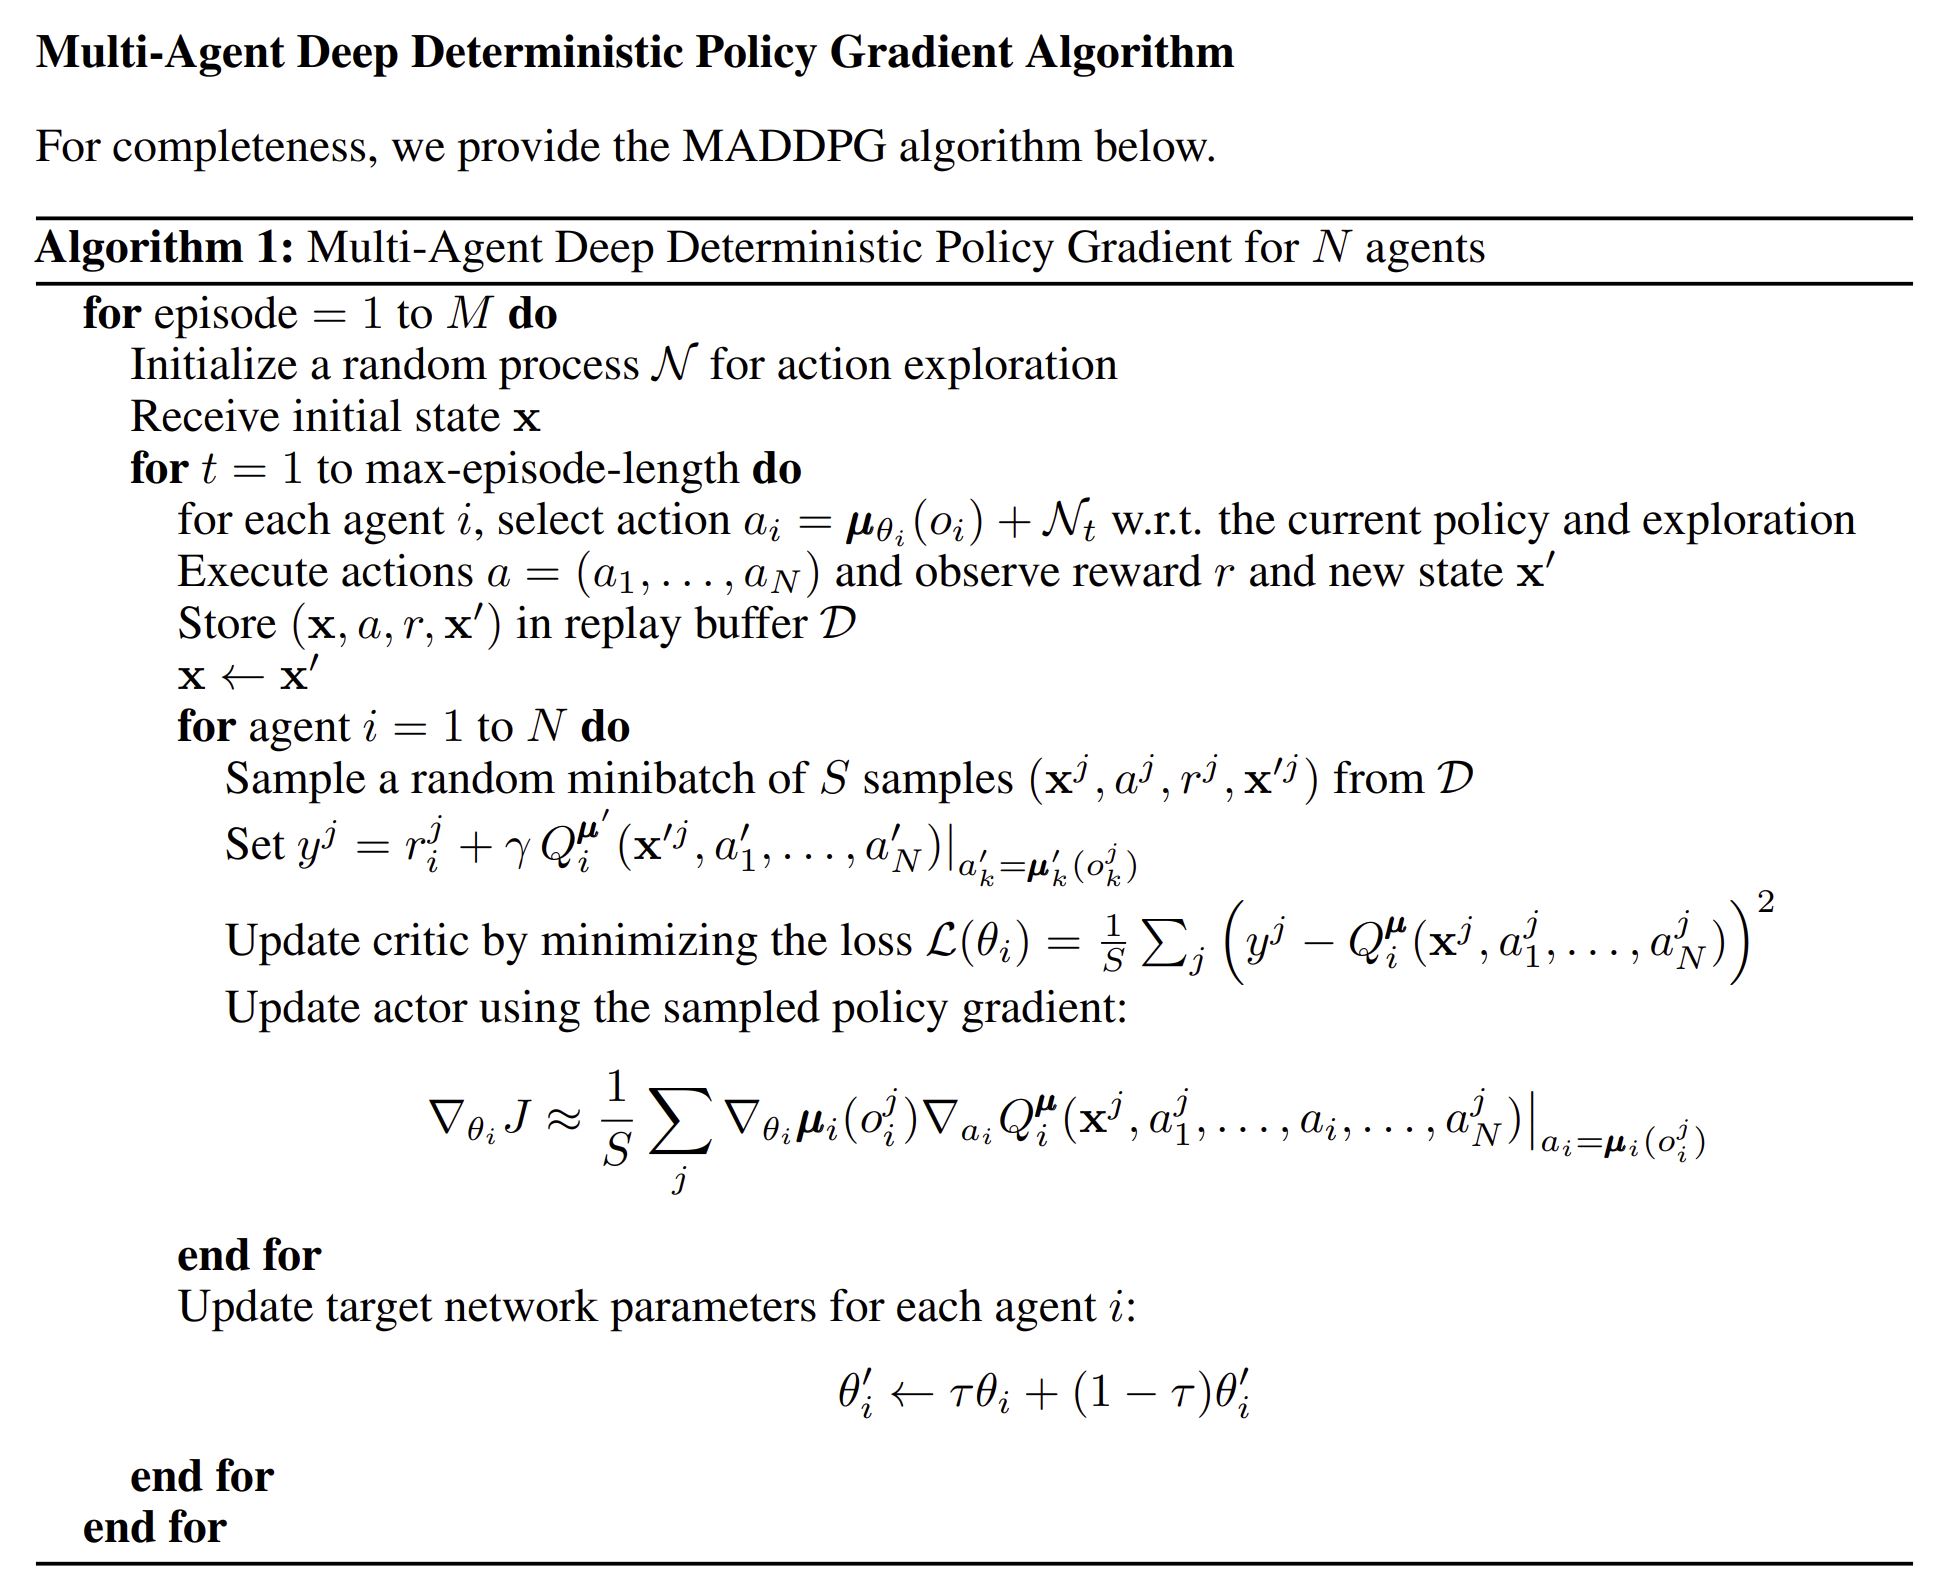 Multi-Agent Deep Deterministic Policy Gradient Algorithm
For completeness, we provide the MADDPG algorithm below.
Algorithm 1: Multi-Agent Deep Deterministic Policy Gradient for $N$ agents
for episode = 1 to $M$ do
Initialize a random process $\mathcal{N}$ for action exploration
Receive initial state $\mathbf{x}$
for $t = 1$ to max-episode-length do
for each agent $i$, select action $a_i = \boldsymbol{\mu}_{\theta_i}(o_i) + \mathcal{N}_t$ w.r.t. the current policy and exploration
Execute actions $a = (a_1, \ldots, a_N)$ and observe reward $r$ and new state $\mathbf{x}'$
Store $(\mathbf{x}, a, r, \mathbf{x}')$ in replay buffer $\mathcal{D}$
$\mathbf{x} \leftarrow \mathbf{x}'$
for agent $i = 1$ to $N$ do
Sample a random minibatch of $S$ samples $(\mathbf{x}^j, a^j, r^j, \mathbf{x}'^j)$ from $\mathcal{D}$
Set $y^j = r_i^j + \gamma Q_i^{\boldsymbol{\mu}'}(\mathbf{x}'^j, a_1', \ldots, a_N')|_{a_k' = \boldsymbol{\mu}_k'(o_k^j)}$
Update critic by minimizing the loss $\mathcal{L}(\theta_i) = \frac{1}{S} \sum_j \left( y^j - Q_i^{\boldsymbol{\mu}}(\mathbf{x}^j, a_1^j, \ldots, a_N^j) \right)^2$
Update actor using the sampled policy gradient:
$\nabla_{\theta_i} J \approx \frac{1}{S} \sum_j \nabla_{\theta_i} \boldsymbol{\mu}_i(o_i^j) \nabla_{a_i} Q_i^{\boldsymbol{\mu}}(\mathbf{x}^j, a_1^j, \ldots, a_i, \ldots, a_N^j)|_{a_i = \boldsymbol{\mu}_i(o_i^j)}$
end for
Update target network parameters for each agent $i$:
$\theta_i' \leftarrow \tau \theta_i + (1 - \tau) \theta_i'$
end for
end for